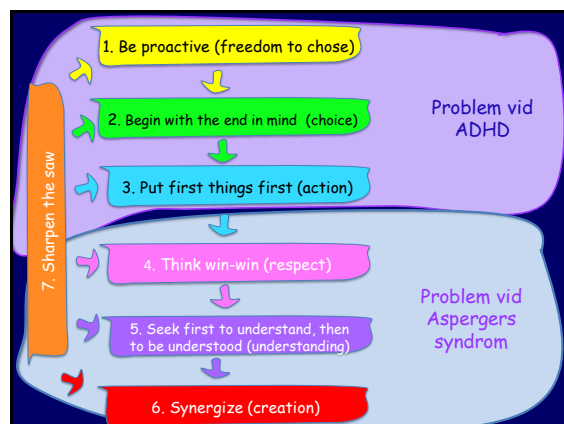 1. Be proactive (freedom to chose)
2. Begin with the end in mind (choice)
3. Put first things first (action)
Problem vid
ADHD
7. Sharpen the saw
4. Think win-win (respect)
5. Seek first to understand, then
to be understood (understanding)
6. Synergize (creation)
Problem vid
Aspergers
syndrom